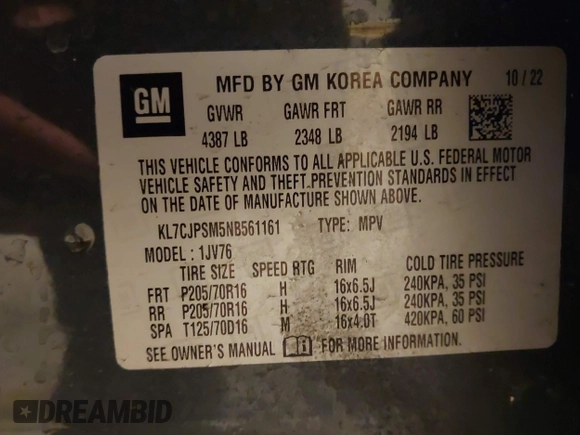 GM
MFD BY GM KOREA COMPANY 10/22
GVWR GAWR FRT GAWR RR
4387 LB 2348 LB 2194 LB
THIS VEHICLE CONFORMS TO ALL APPLICABLE U.S. FEDERAL MOTOR
VEHICLE SAFETY AND THEFT PREVENTION STANDARDS IN EFFECT
ON THE DATE OF MANUFACTURE SHOWN ABOVE.
KL7CJPSM5NB561161 TYPE: MPV
MODEL: 1JV76
TIRE SIZE SPEED RTG RIM COLD TIRE PRESSURE
FRT P205/70R16 H 16x6.5J 240KPA, 35 PSI
RR P205/70R16 H 16x6.5J 240KPA, 35 PSI
SPA T125/70D16 M 16x4.0T 420KPA, 60 PSI
SEE OWNER'S MANUAL FOR MORE INFORMATION.
DREAMBID